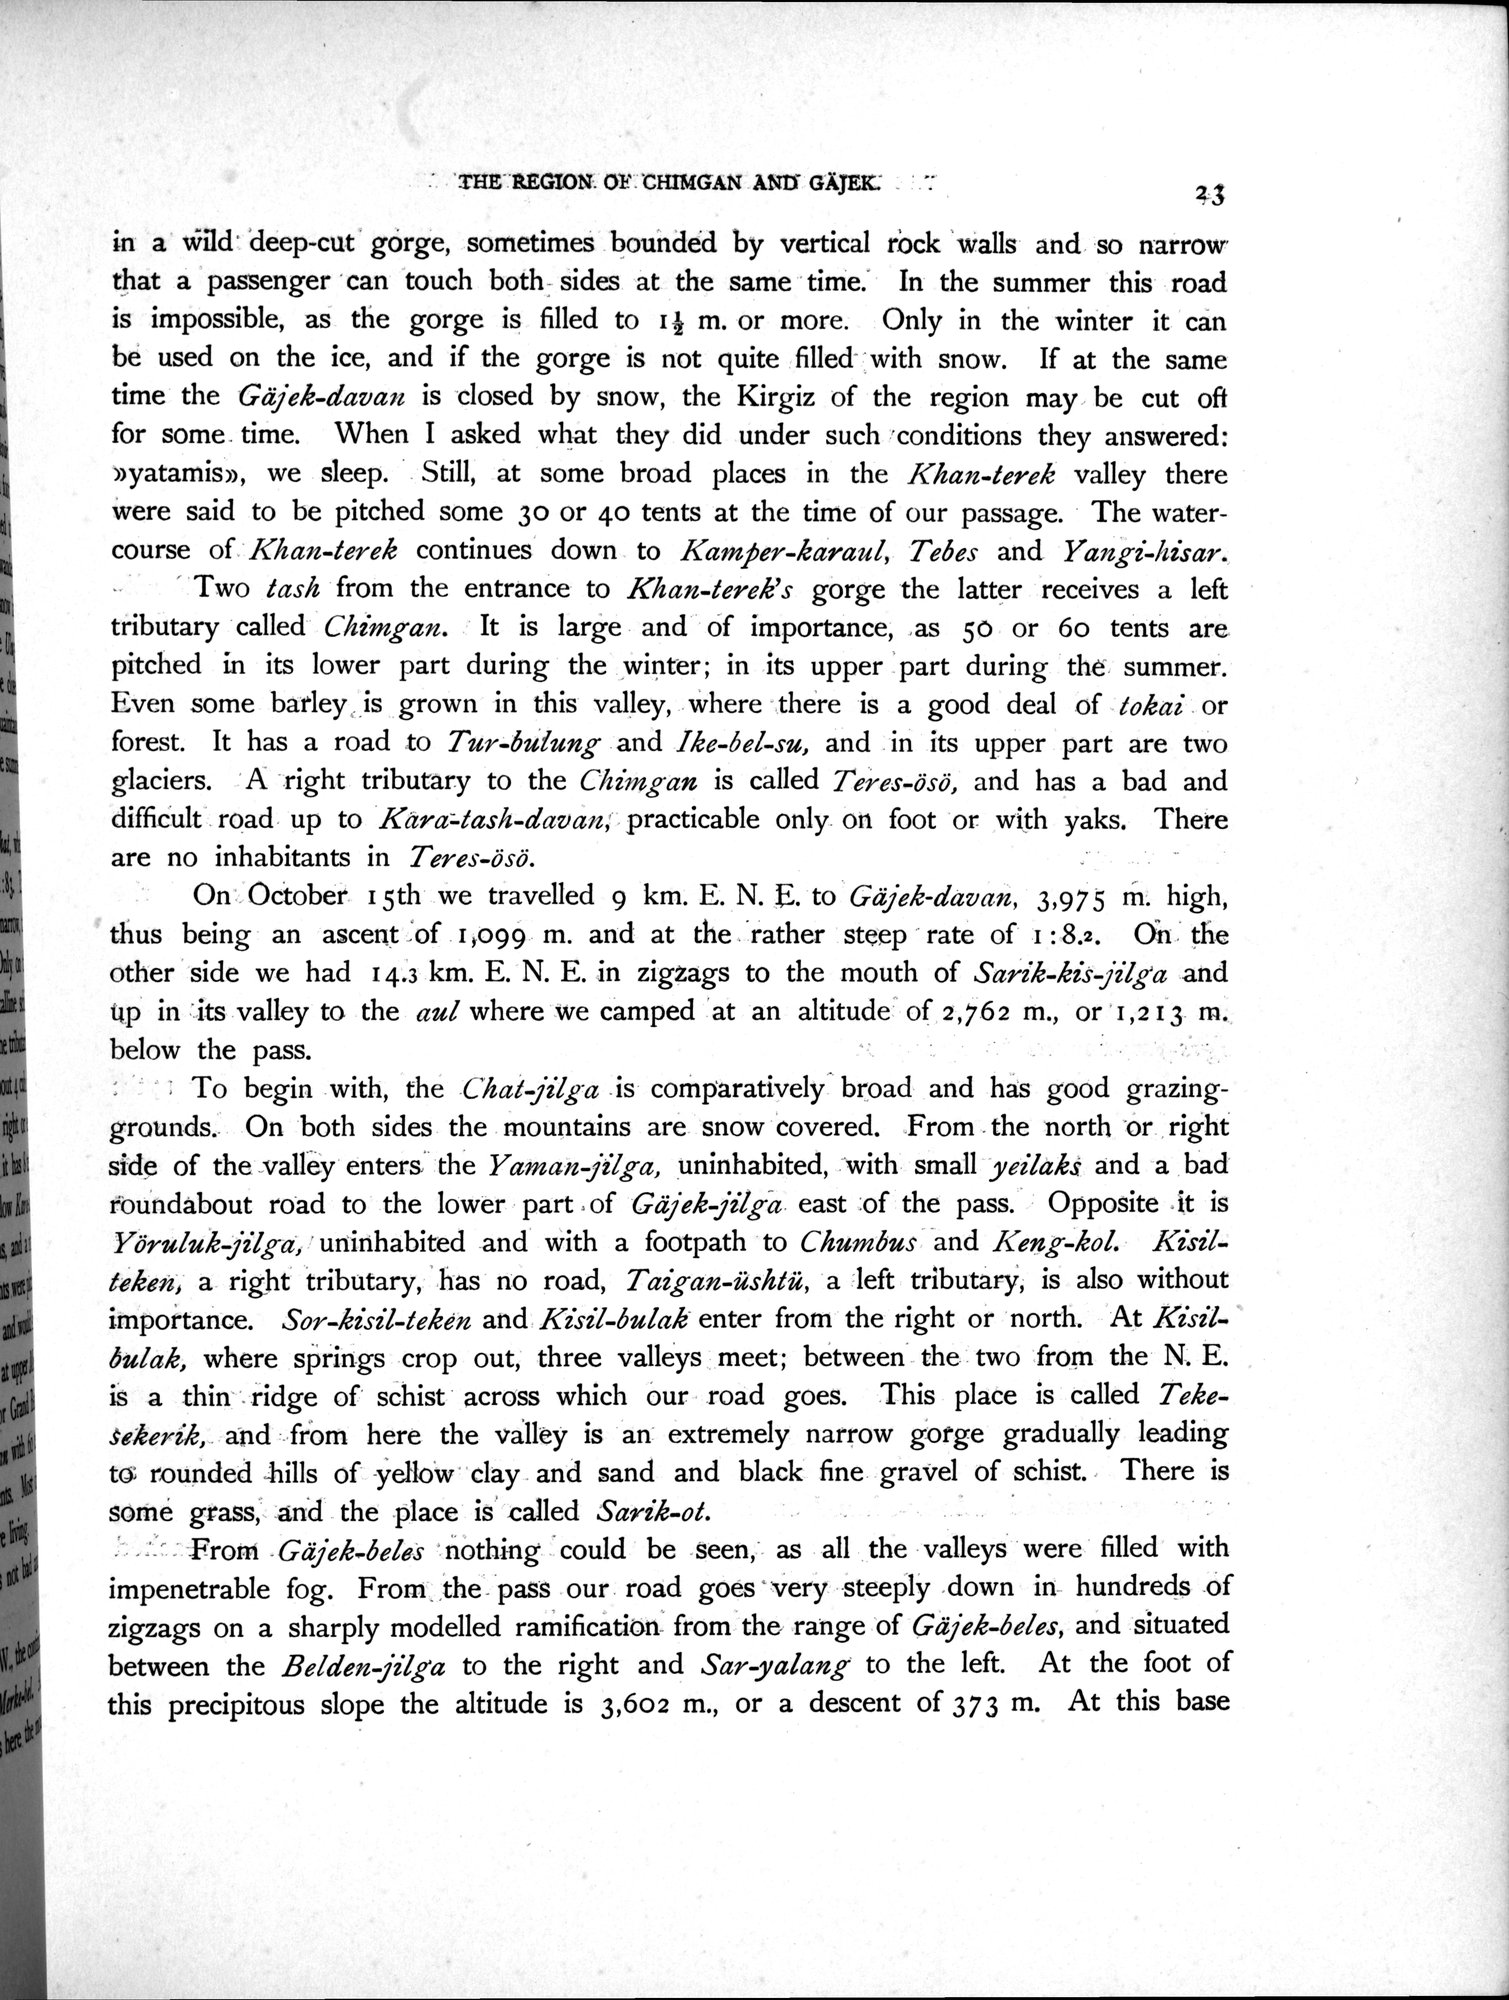 THE REGION OF CHIMGAN AND GÄJEK.
23
in a wild deep-cut gorge, sometimes bounded by vertical rock walls and so narrow
that a passenger can touch both sides at the same time. In the summer this road
is impossible, as the gorge is filled to 1½ m. or more. Only in the winter it can
be used on the ice, and if the gorge is not quite filled with snow. If at the same
time the Gäjek-davan is closed by snow, the Kirgiz of the region may be cut off
for some time. When I asked what they did under such conditions they answered:
»yatamis», we sleep. Still, at some broad places in the Khan-terek valley there
were said to be pitched some 30 or 40 tents at the time of our passage. The water-
course of Khan-terek continues down to Kamper-karaul, Tebes and Yangi-hisar.
Two tash from the entrance to Khan-terek's gorge the latter receives a left
tributary called Chimgan. It is large and of importance, as 50 or 60 tents are
pitched in its lower part during the winter; in its upper part during the summer.
Even some barley is grown in this valley, where there is a good deal of tokai or
forest. It has a road to Tur-bulung and Ike-bel-su, and in its upper part are two
glaciers. A right tributary to the Chimgan is called Teres-ösö, and has a bad and
difficult road up to Kara-tash-davan, practicable only on foot or with yaks. There
are no inhabitants in Teres-ösö.
On October 15th we travelled 9 km. E. N. E. to Gäjek-davan, 3,975 m. high,
thus being an ascent of 1,099 m. and at the rather steep rate of 1:8.2. On the
other side we had 14.3 km. E. N. E. in zigzags to the mouth of Sarik-kis-jilga and
up in its valley to the aul where we camped at an altitude of 2,762 m., or 1,213 m.
below the pass.
To begin with, the Chat-jilga is comparatively broad and has good grazing-
grounds. On both sides the mountains are snow covered. From the north or right
side of the valley enters the Yaman-jilga, uninhabited, with small yeilaks and a bad
roundabout road to the lower part of Gäjek-jilga east of the pass. Opposite it is
Yöruluk-jilga, uninhabited and with a footpath to Chumbus and Keng-kol. Kisil-
teken, a right tributary, has no road, Taigan-üshtü, a left tributary, is also without
importance. Sor-kisil-teken and Kisil-bulak enter from the right or north. At Kisil-
bulak, where springs crop out, three valleys meet; between the two from the N. E.
is a thin ridge of schist across which our road goes. This place is called Teke-
sekerik, and from here the valley is an extremely narrow gorge gradually leading
to rounded hills of yellow clay and sand and black fine gravel of schist. There is
some grass, and the place is called Sarik-ot.
From Gäjek-beles nothing could be seen, as all the valleys were filled with
impenetrable fog. From the pass our road goes very steeply down in hundreds of
zigzags on a sharply modelled ramification from the range of Gäjek-beles, and situated
between the Belden-jilga to the right and Sar-yalang to the left. At the foot of
this precipitous slope the altitude is 3,602 m., or a descent of 373 m. At this base